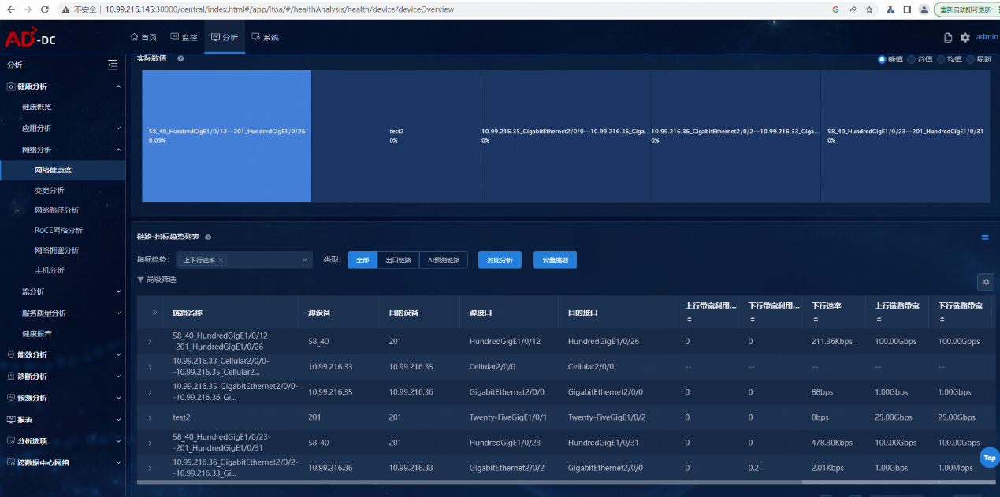 不安全 | 10.99.216.145:30000/central/index.html#/app/itoa/#/healthAnalysis/health/device/deviceOverview
重新启动即可更新
AD-DC
首页 监控 分析 系统
admin
分析
健康分析
健康概览
应用分析
网络分析
网络健康度
变更分析
网络路径分析
RoCE网络分析
网络拥塞分析
主机分析
流分析
服务质量分析
健康报告
能效分析
诊断分析
预测分析
报表
分析选项
跨数据中心网络
实际数值
峰值 谷值 均值 最新
58_40_HundredGigE1/0/12--201_HundredGigE1/0/26
0.09%
test2
0%
10.99.216.35_GigabitEthernet2/0/0--10.99.216.36_Giga...
0%
10.99.216.36_GigabitEthernet2/0/2--10.99.216.33_Giga...
0%
58_40_HundredGigE1/0/23--201_HundredGigE1/0/31
0%
链路-指标趋势列表
指标趋势: 上下行速率 × 类型: 全部 出口链路 AI预测链路 对比分析 容量规划
高级筛选
链路名称 源设备 目的设备 源接口 目的接口 上行带宽利用... 下行带宽利用... 下行速率 上行链路带宽 下行链路带宽
58_40_HundredGigE1/0/12-
-201_HundredGigE1/0/26
58_40 201 HundredGigE1/0/12 HundredGigE1/0/26 0 0 211.36Kbps 100.00Gbps 100.00Gbps
10.99.216.33_Cellular2/0/0-
-10.99.216.35_Cellular2...
10.99.216.33 10.99.216.35 Cellular2/0/0 Cellular2/0/0 -- -- -- -- --
10.99.216.35_GigabitEthernet2/0/0-
-10.99.216.36_Gi...
10.99.216.35 10.99.216.36 GigabitEthernet2/0/0 GigabitEthernet2/0/0 0 0 88bps 1.00Gbps 1.00Gbps
test2 201 201 Twenty-FiveGigE1/0/1 Twenty-FiveGigE1/0/2 0 0 0bps 25.00Gbps 25.00Gbps
58_40_HundredGigE1/0/23-
-201_HundredGigE1/0/31
58_40 201 HundredGigE1/0/23 HundredGigE1/0/31 0 0 478.30Kbps 100.00Gbps 100.00Gbps
10.99.216.36_GigabitEthernet2/0/2-
-10.99.216.33_Gi...
10.99.216.36 10.99.216.33 GigabitEthernet2/0/2 GigabitEthernet2/0/0 0 0.2 2.01Kbps 1.00Gbps 1.00Mbps
Top